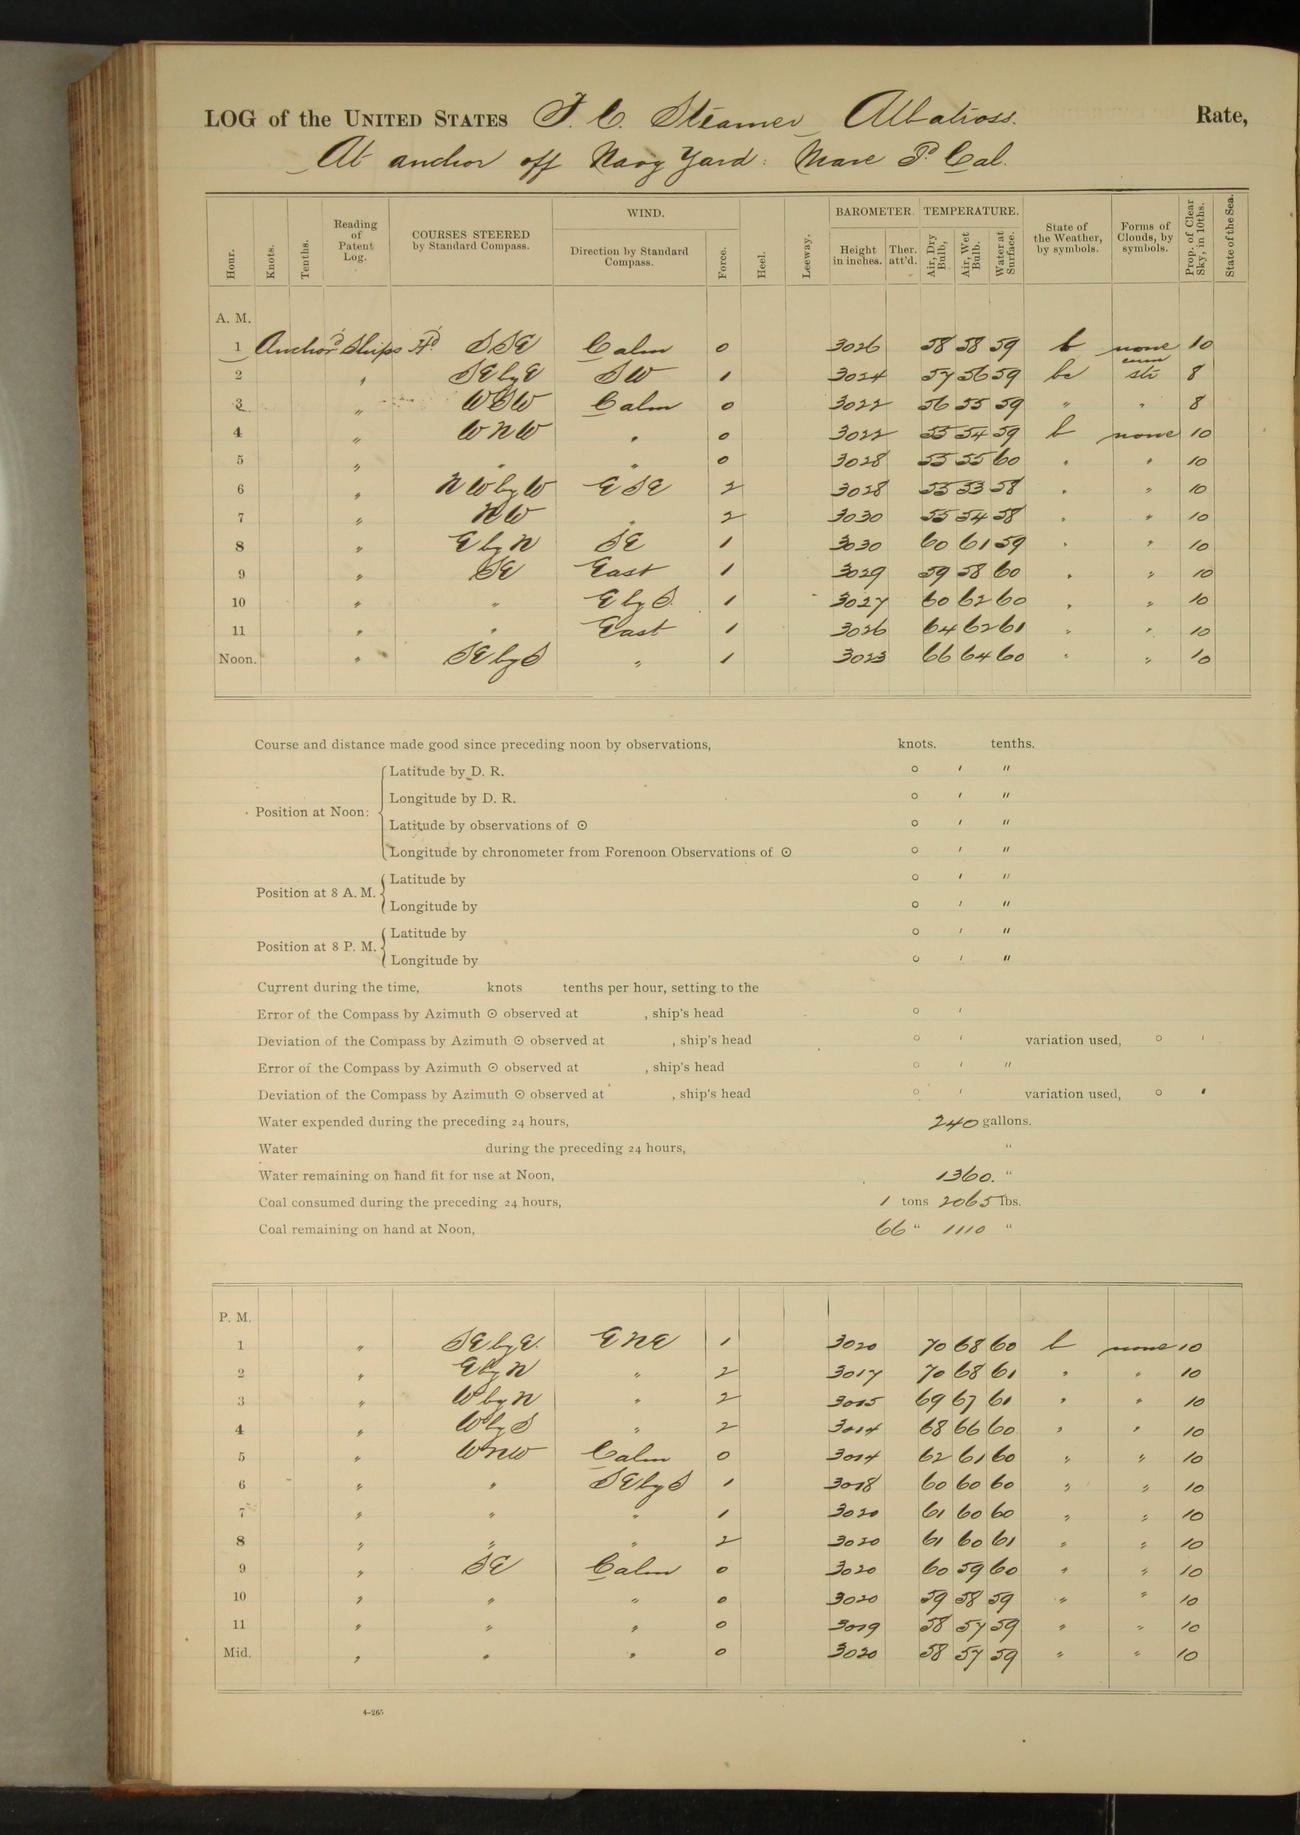 LOG of the UNITED STATES F. C. Steamer Albatross. Rate,
At anchor off Navy Yard: Mare Id Cal.
Hour. Knots. Tenths. Reading of Patent Log. COURSES STEERED by Standard Compass. WIND. Direction by Standard Compass. Force. Heel. Leeway. BAROMETER. Height in inches. Ther. att'd. TEMPERATURE. Air, Dry Bulb, Air, Wet Bulb. Water at Surface. State of the Weather, by symbols. Forms of Clouds, by symbols. Prop. of Clear Sky, in 10ths. State of the Sea.
A. M.
1 Anchor'd Ships Hd SSE Calm 0 3026 58 58 59 b none 10
2 " SE by E SW 1 3024 57 56 59 bc cum str 8
3 " WSW Calm 0 3022 56 55 59 " " 8
4 " WNW " 0 3022 55 54 59 b none 10
5 " " " 0 3028 55 55 60 " " 10
6 " NW by W ESE 2 3028 55 53 58 " " 10
7 " NW " 2 3030 55 54 58 " " 10
8 " E by N SE 1 3030 60 61 59 " " 10
9 " SE East 1 3029 59 58 60 " " 10
10 " " E by S. 1 3027 60 62 60 " " 10
11 " " East 1 3026 64 62 61 " " 10
Noon. " SE by S " 1 3023 66 64 60 " " 10
Course and distance made good since preceding noon by observations, knots. tenths.
Position at Noon: Latitude by D. R. ° ′ ″
Longitude by D. R. ° ′ ″
Latitude by observations of ☉ ° ′ ″
Longitude by chronometer from Forenoon Observations of ☉ ° ′ ″
Position at 8 A. M. Latitude by ° ′ ″
Longitude by ° ′ ″
Position at 8 P. M. Latitude by ° ′ ″
Longitude by ° ′ ″
Current during the time, knots tenths per hour, setting to the
Error of the Compass by Azimuth ☉ observed at , ship's head ° ′
Deviation of the Compass by Azimuth ☉ observed at , ship's head ° ′ variation used, ° ′
Error of the Compass by Azimuth ☉ observed at , ship's head ° ′ ″
Deviation of the Compass by Azimuth ☉ observed at , ship's head ° ′ variation used, ° ′
Water expended during the preceding 24 hours, 240 gallons.
Water during the preceding 24 hours, "
Water remaining on hand fit for use at Noon, 1360. "
Coal consumed during the preceding 24 hours, 1 tons 2065 lbs.
Coal remaining on hand at Noon, 66 " 1110 "
P. M.
1 " SE by E. ENE 1 3020 70 68 60 b none 10
2 " E by N " 2 3017 70 68 61 " " 10
3 " W by N " 2 3015 69 67 61 " " 10
4 " W by S " 2 3014 68 66 60 " " 10
5 " WNW Calm 0 3014 62 61 60 " " 10
6 " " SE by S 1 3018 60 60 60 " " 10
7 " " " 1 3020 61 60 60 " " 10
8 " " " 2 3020 61 60 61 " " 10
9 " SE Calm 0 3020 60 59 60 " " 10
10 " " " 0 3020 59 58 59 " " 10
11 " " " 0 3019 58 57 59 " " 10
Mid. " " " 0 3020 58 57 59 " " 10
4-265